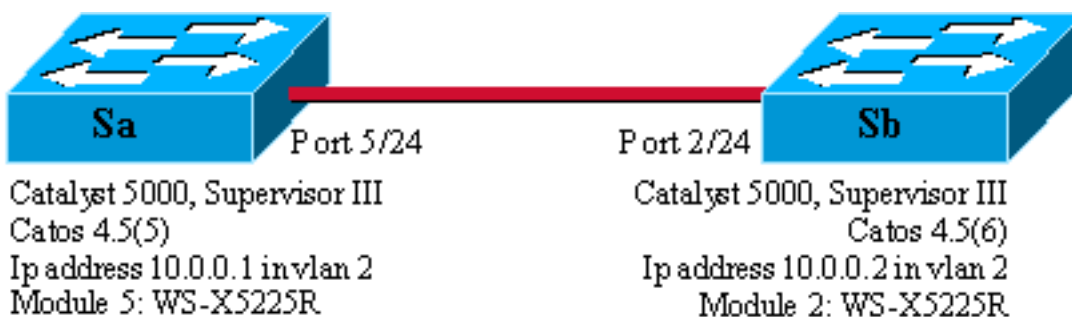 Sa
Sb
Port 5/24
Port 2/24
Catalyst 5000, Supervisor III
Catos 4.5(5)
Ip address 10.0.0.1 in vlan 2
Module 5: WS-X5225R
Catalyst 5000, Supervisor III
Catos 4.5(6)
Ip address 10.0.0.2 in vlan 2
Module 2: WS-X5225R